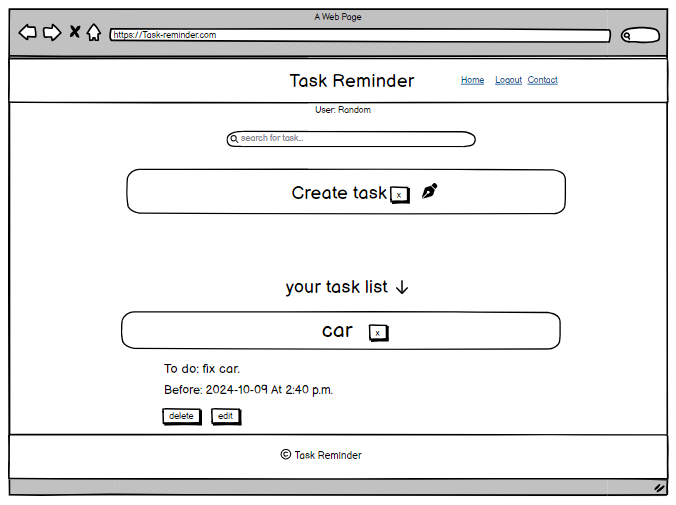 A Web Page
https://Task-reminder.com
Task Reminder Home Logout Contact
User: Random
search for task...
Create task x
your task list ↓
car x
To do: fix car.
Before: 2024-10-09 At 2:40 p.m.
delete edit
© Task Reminder